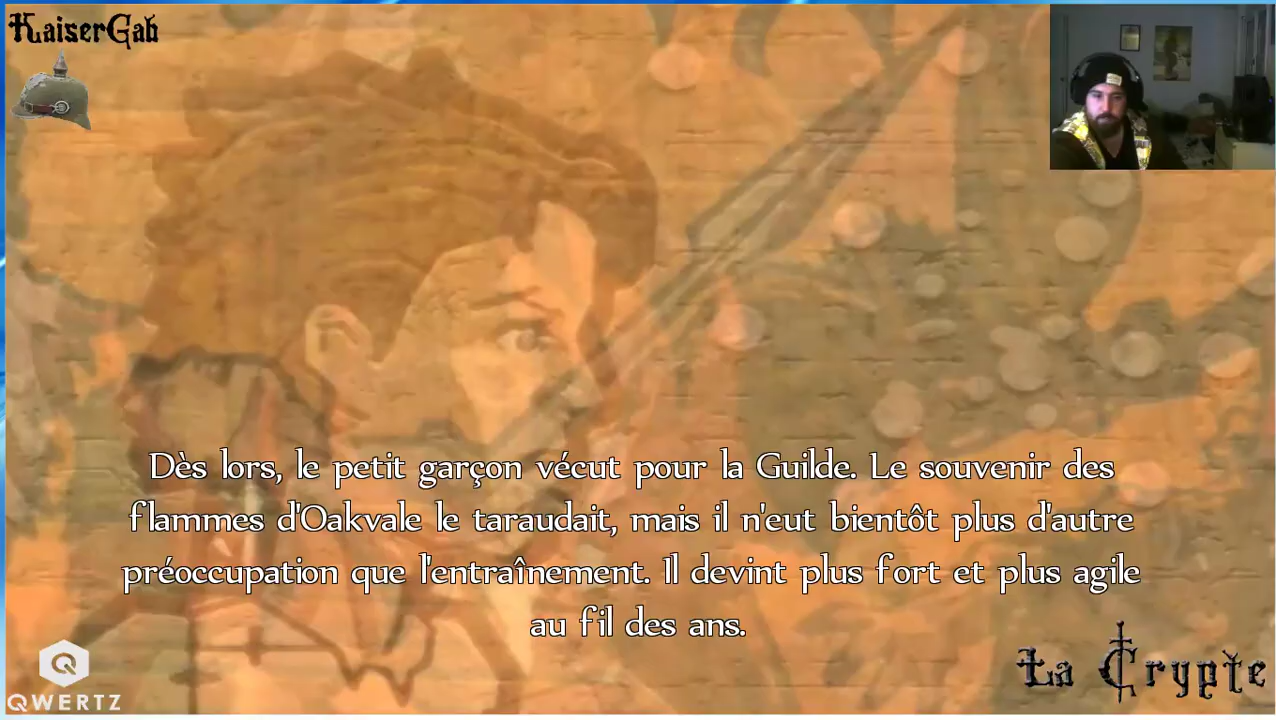 KaiserGab
Dès lors, le petit garçon vécut pour la Guilde. Le souvenir des
flammes d'Oakvale le taraudait, mais il n'eut bientôt plus d'autre
préoccupation que l'entraînement. Il devint plus fort et plus agile
au fil des ans.
La Crypte
QWERTZ